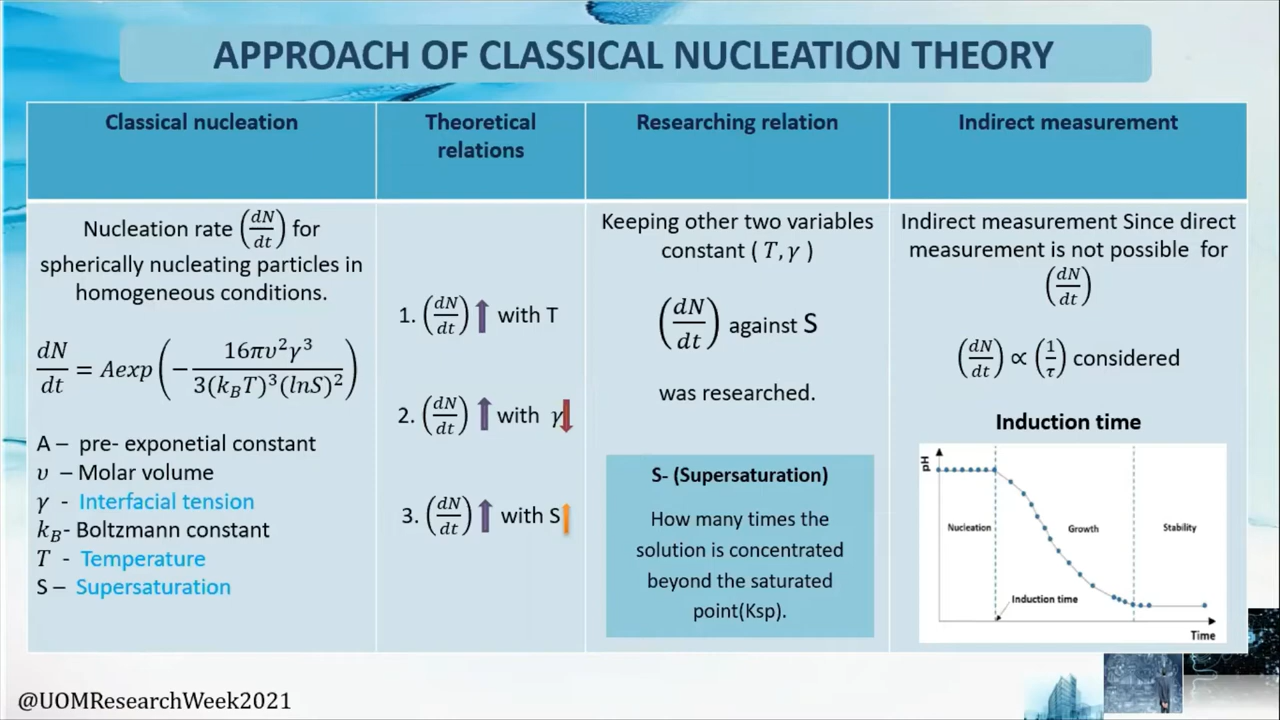 APPROACH OF CLASSICAL NUCLEATION THEORY
Classical nucleation
Theoretical
relations
Researching relation
Indirect measurement
Nucleation rate (dN/dt) for
spherically nucleating particles in
homogeneous conditions.
dN/dt = Aexp (− 16πυ²γ³ / 3(k_BT)³(lnS)²)
A – pre- exponetial constant
υ – Molar volume
γ - Interfacial tension
k_B- Boltzmann constant
T - Temperature
S – Supersaturation
1. (dN/dt) ↑ with T
2. (dN/dt) ↑ with γ↓
3. (dN/dt) ↑ with S↑
Keeping other two variables
constant ( T, γ )
(dN/dt) against S
was researched.
S- (Supersaturation)
How many times the
solution is concentrated
beyond the saturated
point(Ksp).
Indirect measurement Since direct
measurement is not possible for
(dN/dt)
(dN/dt) ∝ (1/τ) considered
Induction time
pH
Nucleation
Growth
Stability
Induction time
Time
@UOMResearchWeek2021